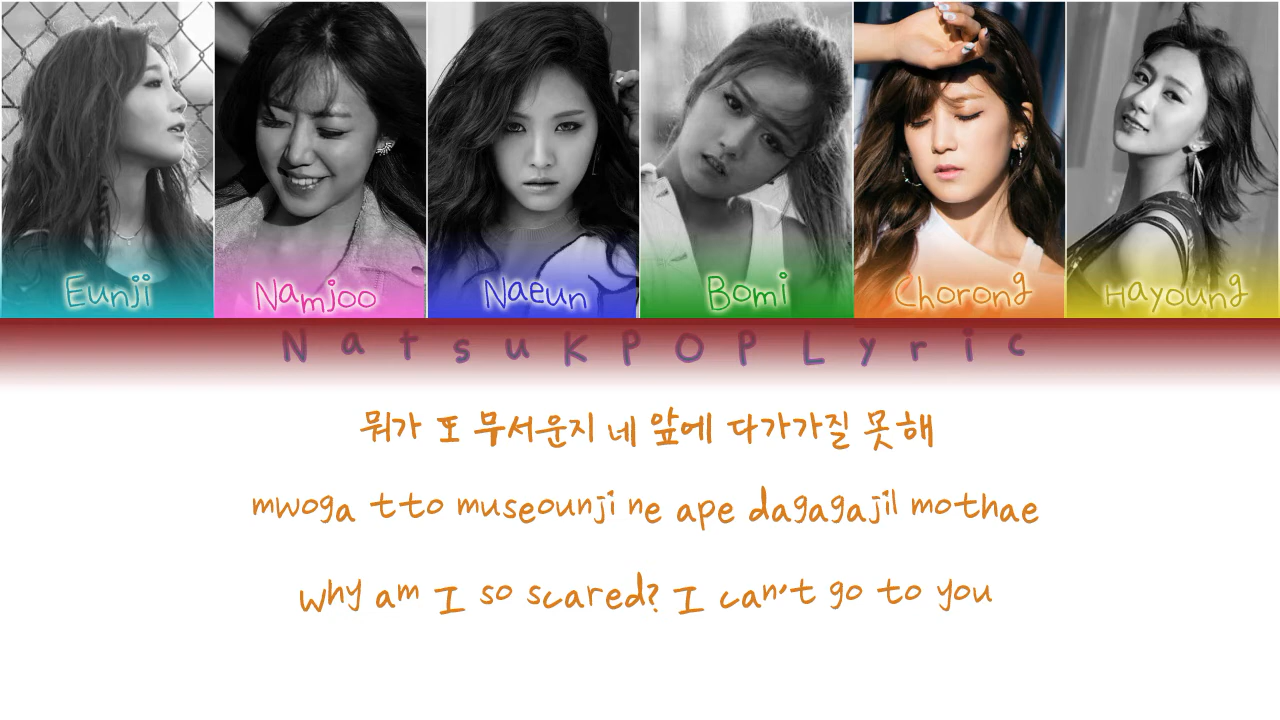 Eunji Namjoo Naeun Bomi Chorong Hayoung
NatsuKPOPLyric
뭐가 또 무서운지 네 앞에 다가가질 못해
mwoga tto museounji ne ape dagagajil mothae
why am I so scared? I can't go to you